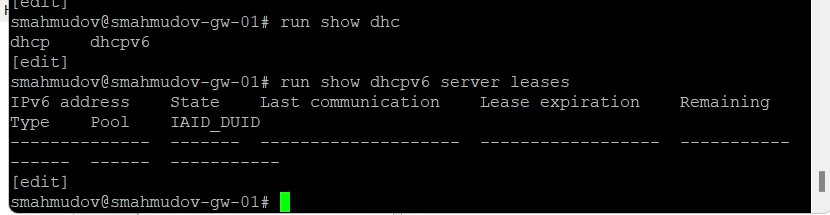 [edit]
smahmudov@smahmudov-gw-01# run show dhc
dhcp    dhcpv6
[edit]
smahmudov@smahmudov-gw-01# run show dhcpv6 server leases
IPv6 address    State    Last communication    Lease expiration    Remaining
Type    Pool    IAID_DUID
--------------  -------  --------------------  ------------------  -----------
------  ------  -----------
[edit]
smahmudov@smahmudov-gw-01#